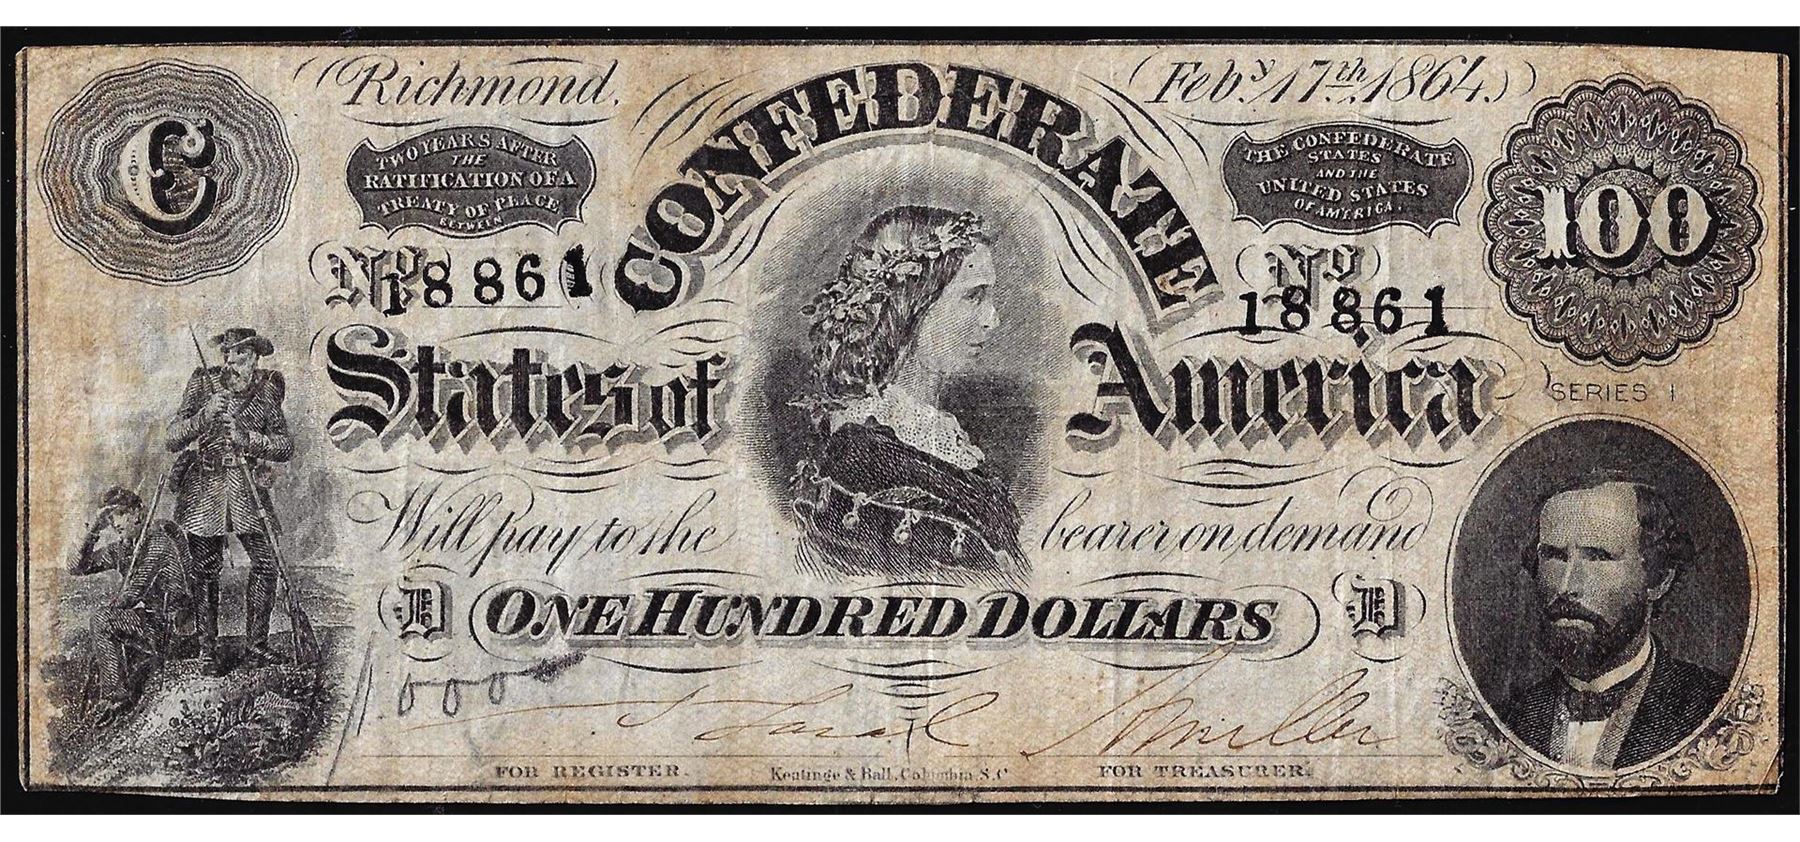 Richmond,
Feb.y 17th 1864.
C
100
TWO YEARS AFTER
THE
RATIFICATION OF A
TREATY OF PEACE
BETWEEN
THE CONFEDERATE
STATES
AND THE
UNITED STATES
OF AMERICA.
No 18861
No 18861
CONFEDERATE
States of America
SERIES 1
Will pay to the bearer on demand
D ONE HUNDRED DOLLARS D
FOR REGISTER.
Keatinge & Ball, Columbia, S.C.
FOR TREASURER.